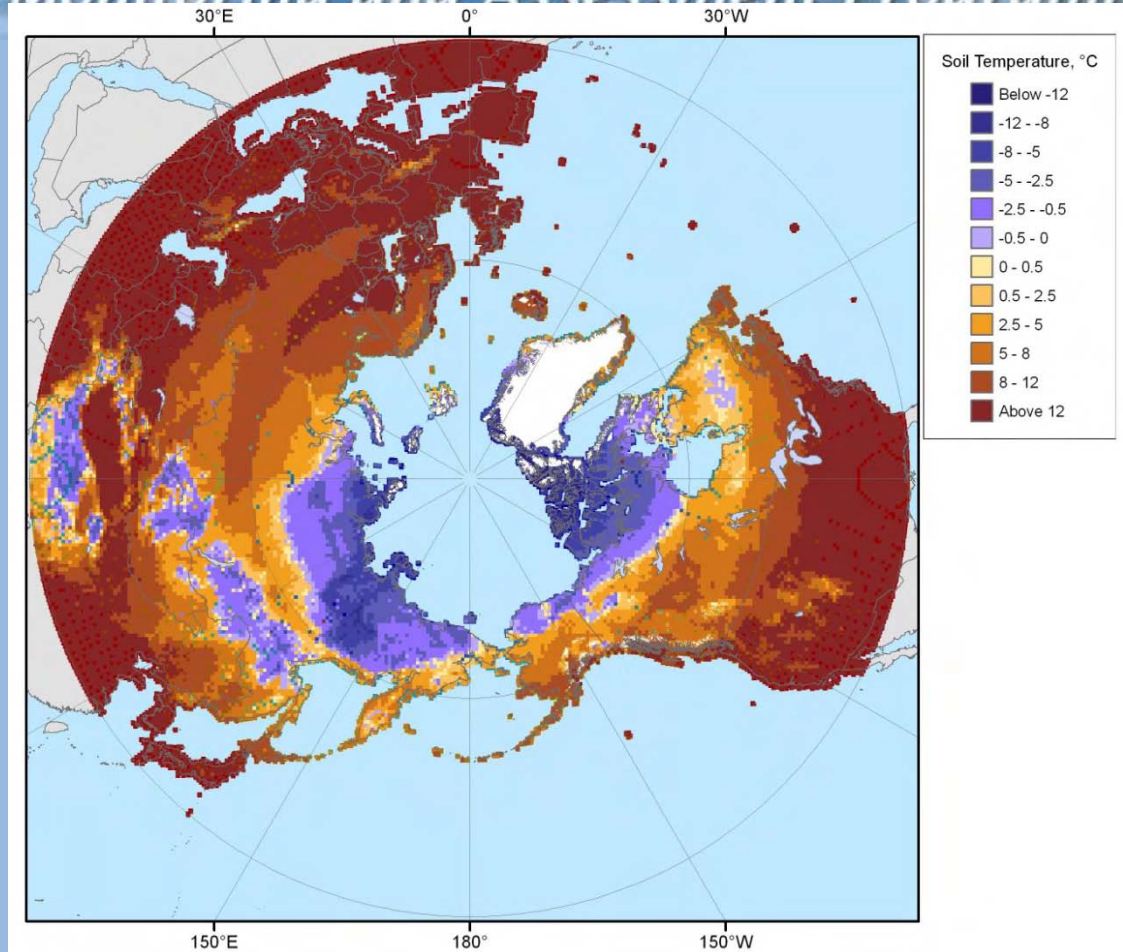 30°E
0°
30°W
Soil Temperature, °C
Below -12
-12 - -8
-8 - -5
-5 - -2.5
-2.5 - -0.5
-0.5 - 0
0 - 0.5
0.5 - 2.5
2.5 - 5
5 - 8
8 - 12
Above 12
150°E
180°
150°W